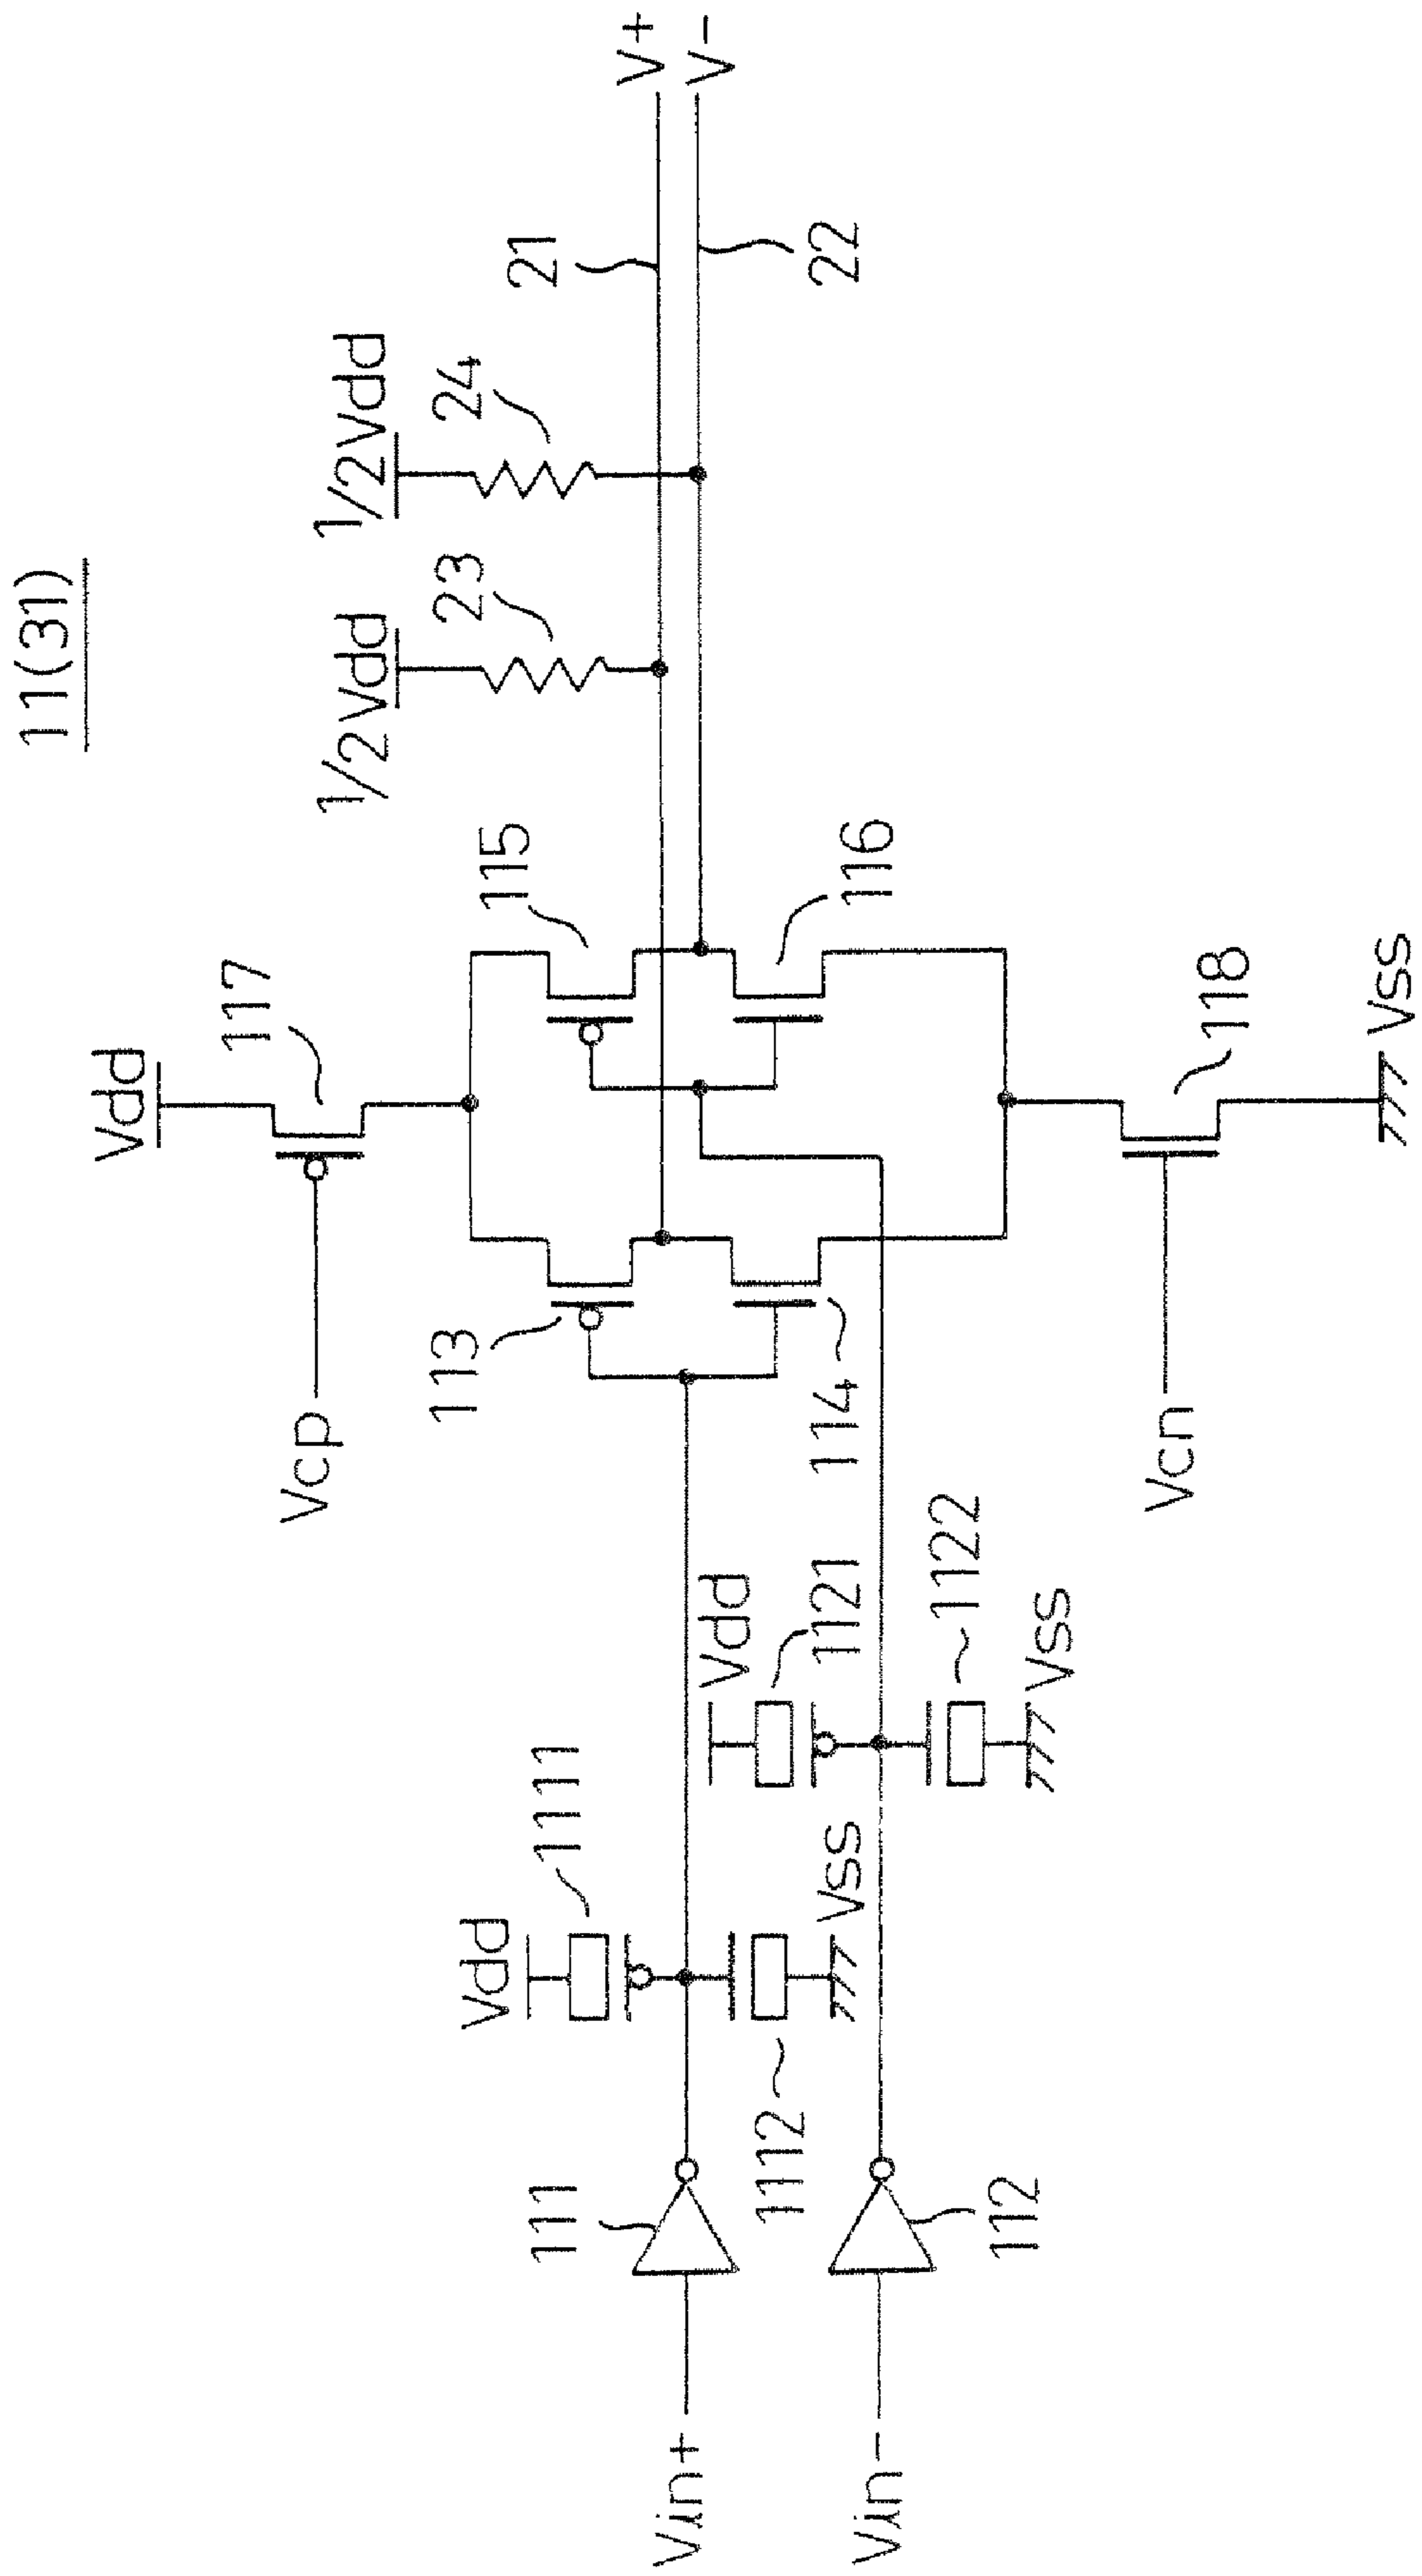 11(31)
Vdd
117
Vcp
1/2Vdd
1/2Vdd
23
24
113
115
21
V+
V-
22
114
116
Vdd
1111
Vdd
1121
1122
Vss
Vss
1112
111
112
Vin+
Vin-
Vcn
118
Vss